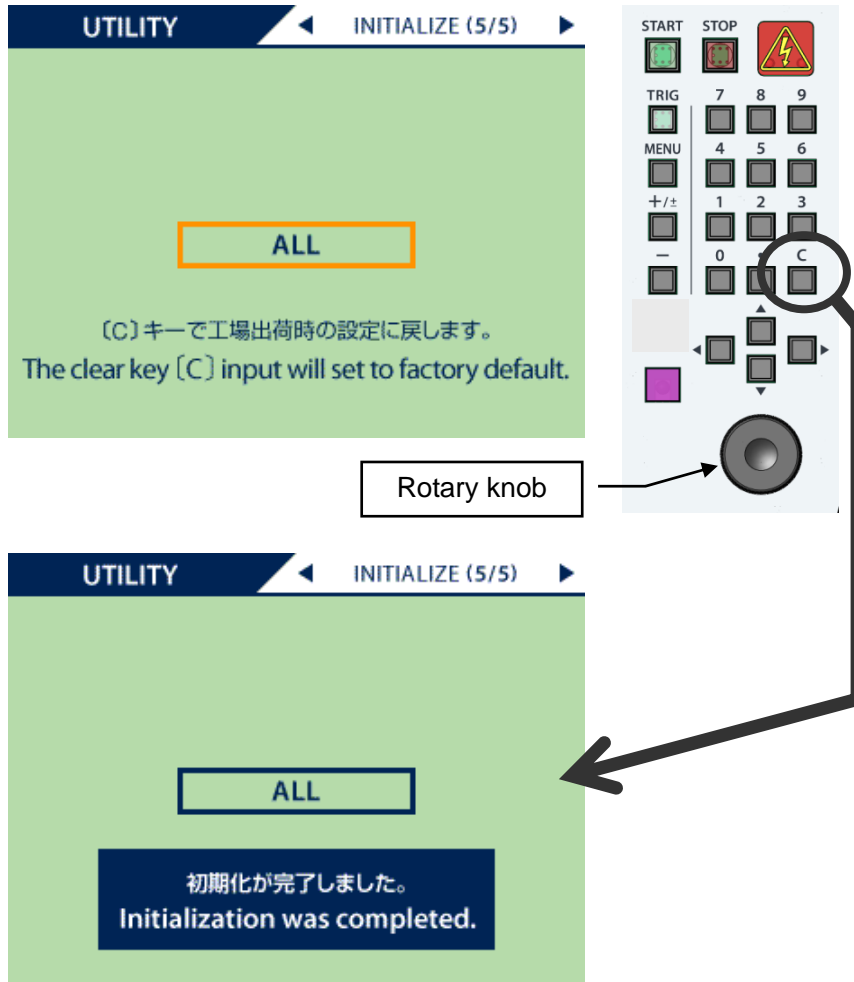 UTILITY ◀ INITIALIZE (5/5) ▶
ALL
〔C〕キーで工場出荷時の設定に戻します。
The clear key〔C〕input will set to factory default.
START STOP
TRIG 7 8 9
MENU 4 5 6
+/± 1 2 3
− 0 • C
▲
◀ ▶
▼
Rotary knob
UTILITY ◀ INITIALIZE (5/5) ▶
ALL
初期化が完了しました。
Initialization was completed.